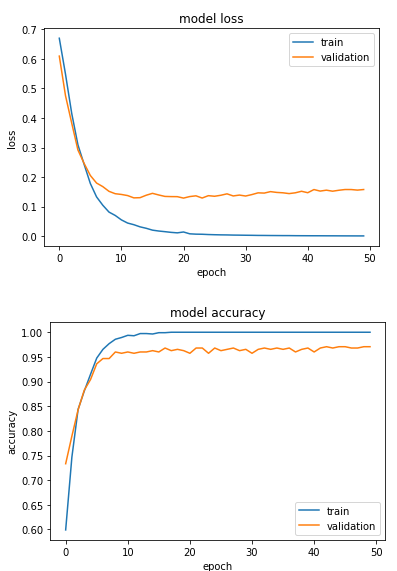 model loss
0.7
0.6
0.5
0.4
0.3
0.2
0.1
0.0
loss
train
validation
0 10 20 30 40 50
epoch
model accuracy
1.00
0.95
0.90
0.85
0.80
0.75
0.70
0.65
0.60
accuracy
train
validation
0 10 20 30 40 50
epoch